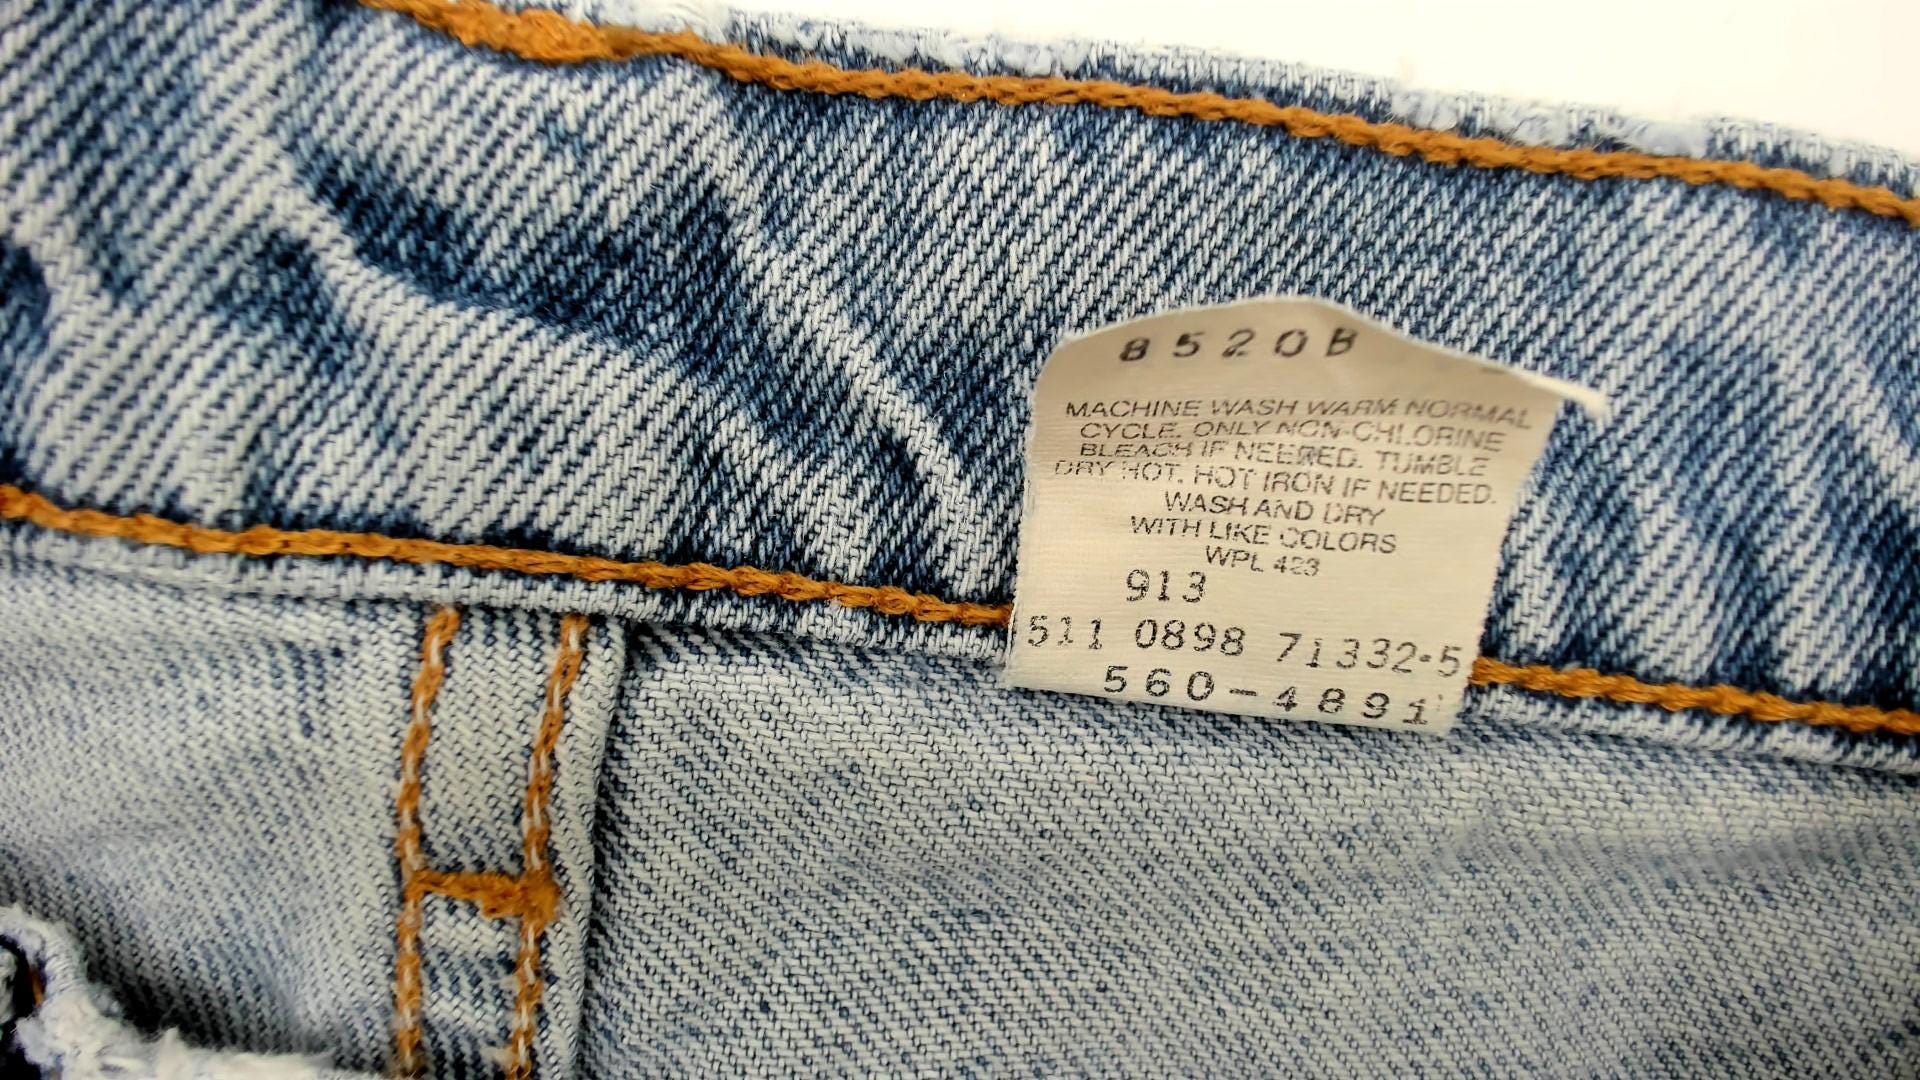 8520B
MACHINE WASH WARM NORMAL
CYCLE. ONLY NON-CHLORINE
BLEACH IF NEEDED. TUMBLE
DRY HOT. HOT IRON IF NEEDED.
WASH AND DRY
WITH LIKE COLORS
WPL 423
913
511 0898 71332-5
560-4891